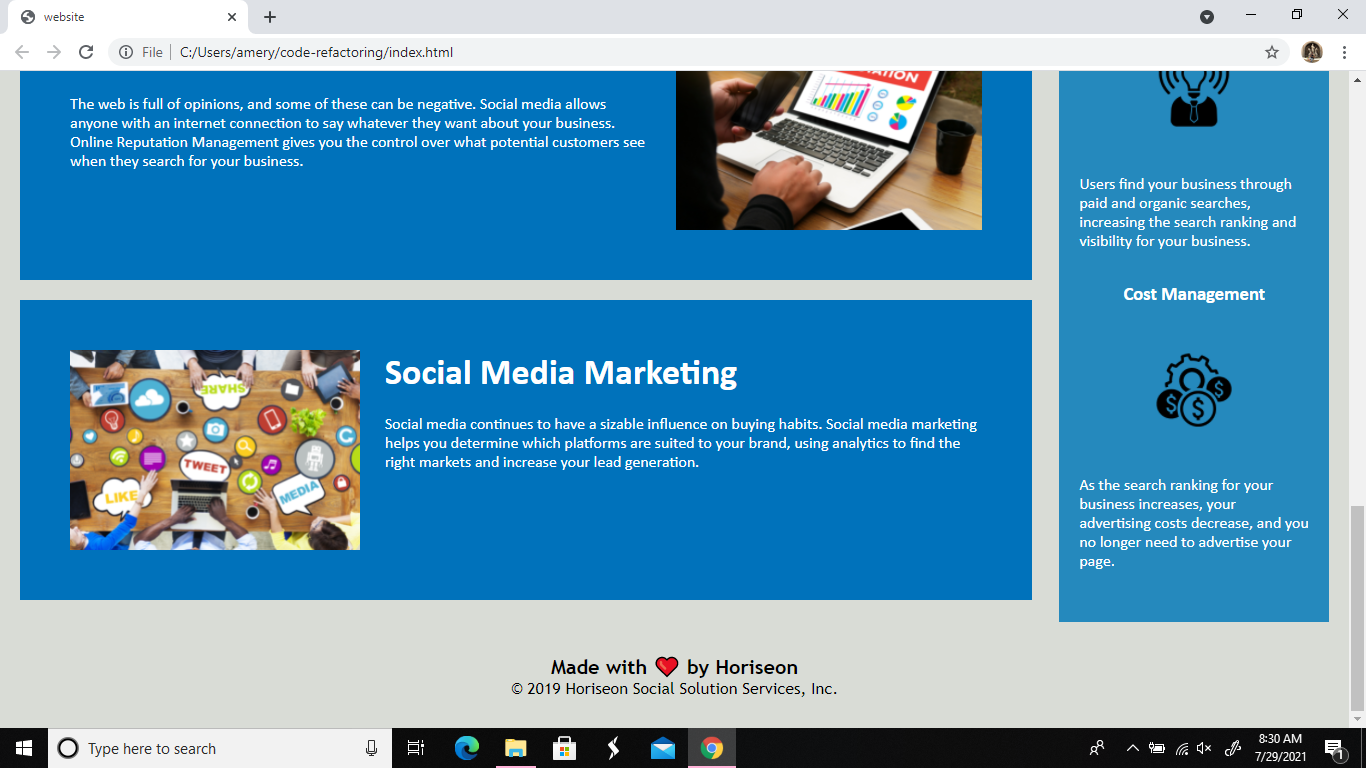 website
File
C:/Users/amery/code-refactoring/index.html
The web is full of opinions, and some of these can be negative. Social media allows
anyone with an internet connection to say whatever they want about your business.
Online Reputation Management gives you the control over what potential customers see
when they search for your business.
Social Media Marketing
Social media continues to have a sizable influence on buying habits. Social media marketing
helps you determine which platforms are suited to your brand, using analytics to find the
right markets and increase your lead generation.
SHARE
TWEET
LIKE
MEDIA
Users find your business through
paid and organic searches,
increasing the search ranking and
visibility for your business.
Cost Management
As the search ranking for your
business increases, your
advertising costs decrease, and you
no longer need to advertise your
page.
Made with ❤ by Horiseon
© 2019 Horiseon Social Solution Services, Inc.
Type here to search
8:30 AM
7/29/2021
1